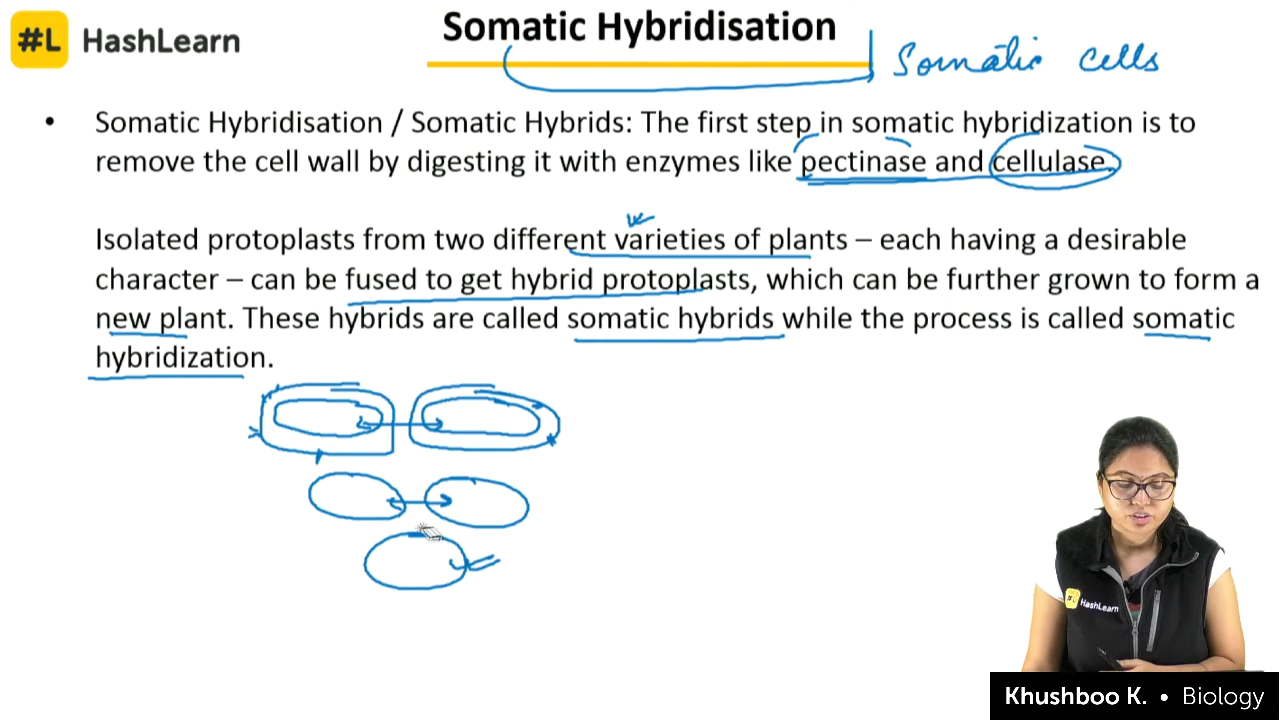 #L HashLearn
Somatic Hybridisation
Somatic cells
• Somatic Hybridisation / Somatic Hybrids: The first step in somatic hybridization is to
remove the cell wall by digesting it with enzymes like pectinase and cellulase.
Isolated protoplasts from two different varieties of plants – each having a desirable
character – can be fused to get hybrid protoplasts, which can be further grown to form a
new plant. These hybrids are called somatic hybrids while the process is called somatic
hybridization.
#L HashLearn
Khushboo K. • Biology